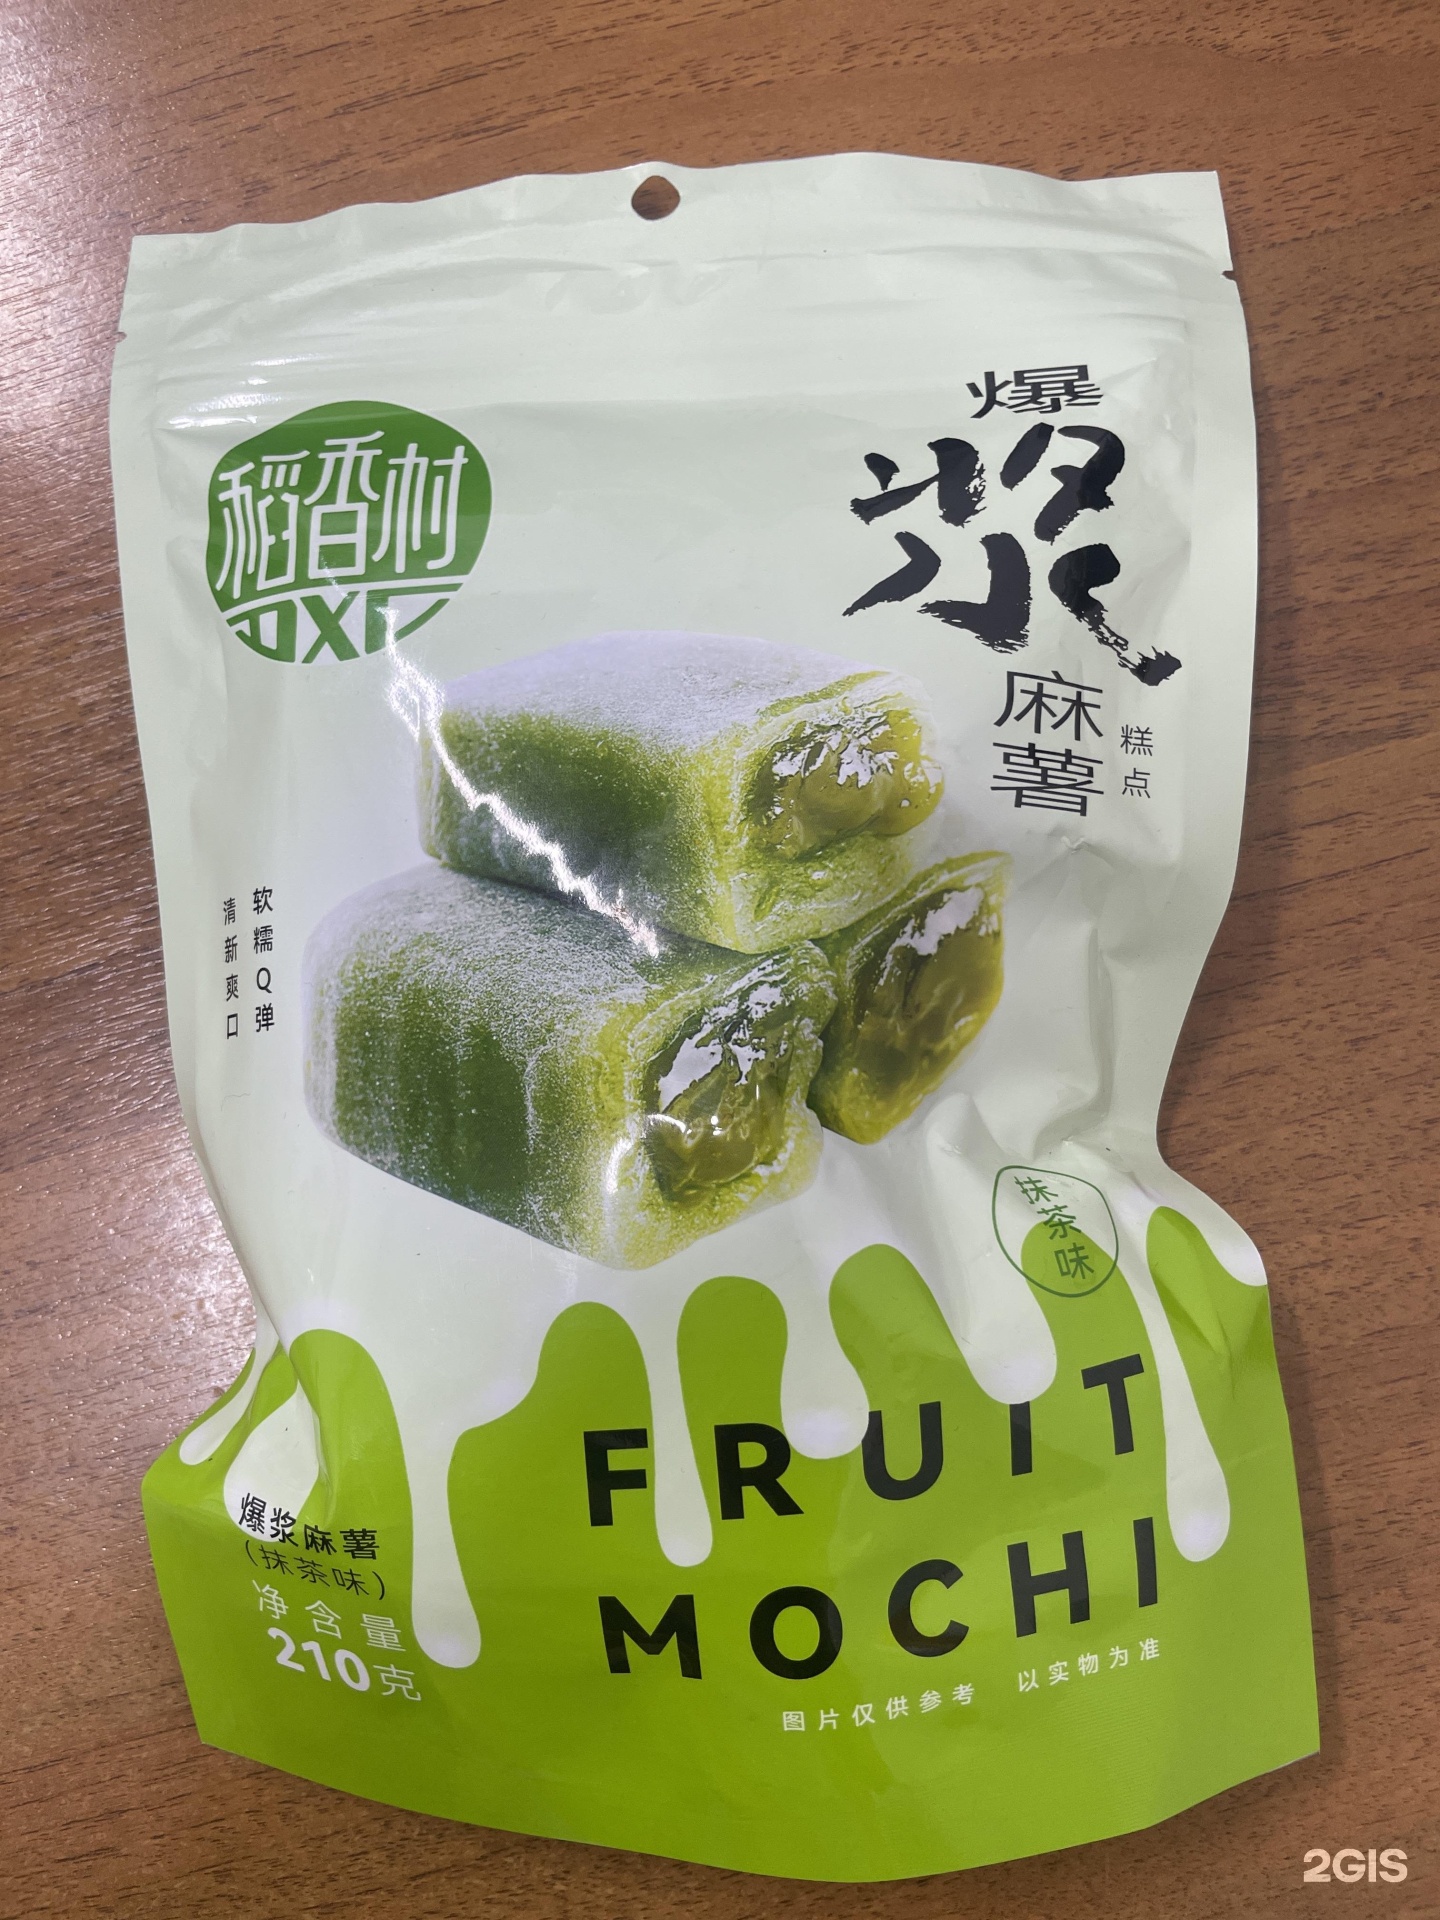 稻香村
DXC
爆
浆
麻薯
糕点
软糯Q弹
清新爽口
抹茶味
FRUIT
MOCHI
爆浆麻薯
(抹茶味)
净含量
210克
图片仅供参考 以实物为准
2GIS